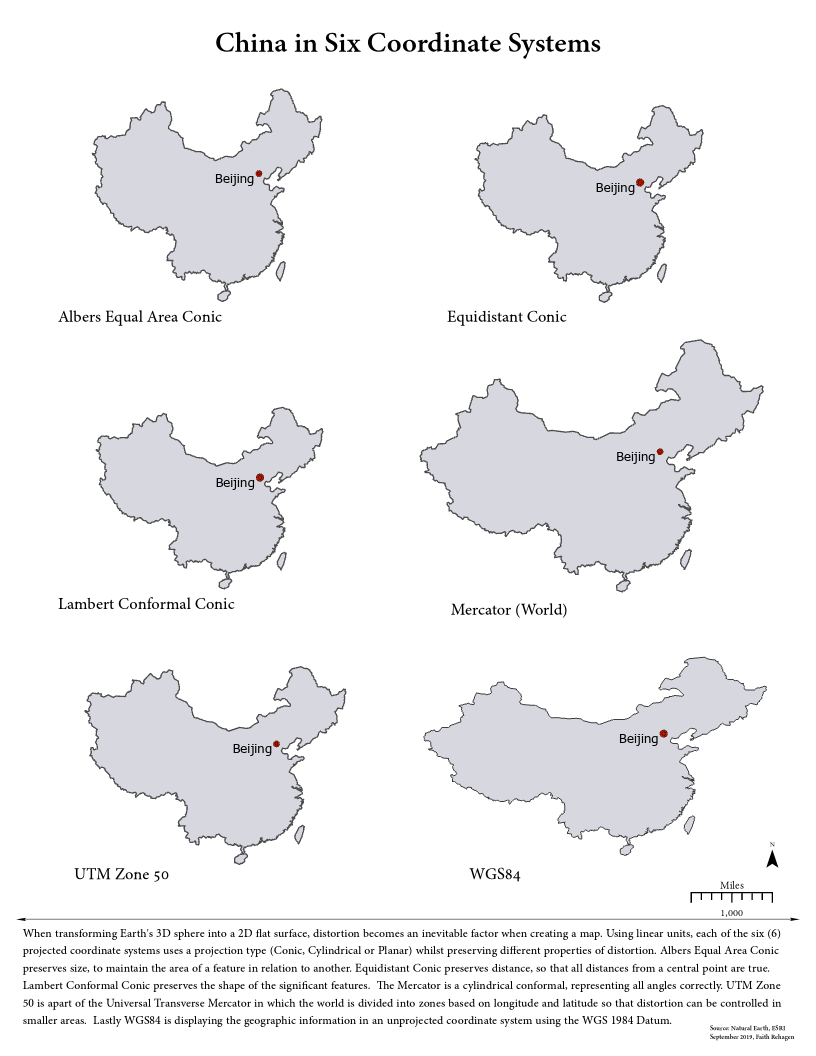 China in Six Coordinate Systems
Beijing
Albers Equal Area Conic
Beijing
Equidistant Conic
Beijing
Lambert Conformal Conic
Beijing
Mercator (World)
Beijing
UTM Zone 50
Beijing
WGS84
N
Miles
1,000
When transforming Earth's 3D sphere into a 2D flat surface, distortion becomes an inevitable factor when creating a map. Using linear units, each of the six (6)
projected coordinate systems uses a projection type (Conic, Cylindrical or Planar) whilst preserving different properties of distortion. Albers Equal Area Conic
preserves size, to maintain the area of a feature in relation to another. Equidistant Conic preserves distance, so that all distances from a central point are true.
Lambert Conformal Conic preserves the shape of the significant features. The Mercator is a cylindrical conformal, representing all angles correctly. UTM Zone
50 is apart of the Universal Transverse Mercator in which the world is divided into zones based on longitude and latitude so that distortion can be controlled in
smaller areas. Lastly WGS84 is displaying the geographic information in an unprojected coordinate system using the WGS 1984 Datum.
Source: Natural Earth, ESRI
September 2019, Faith Rehagen